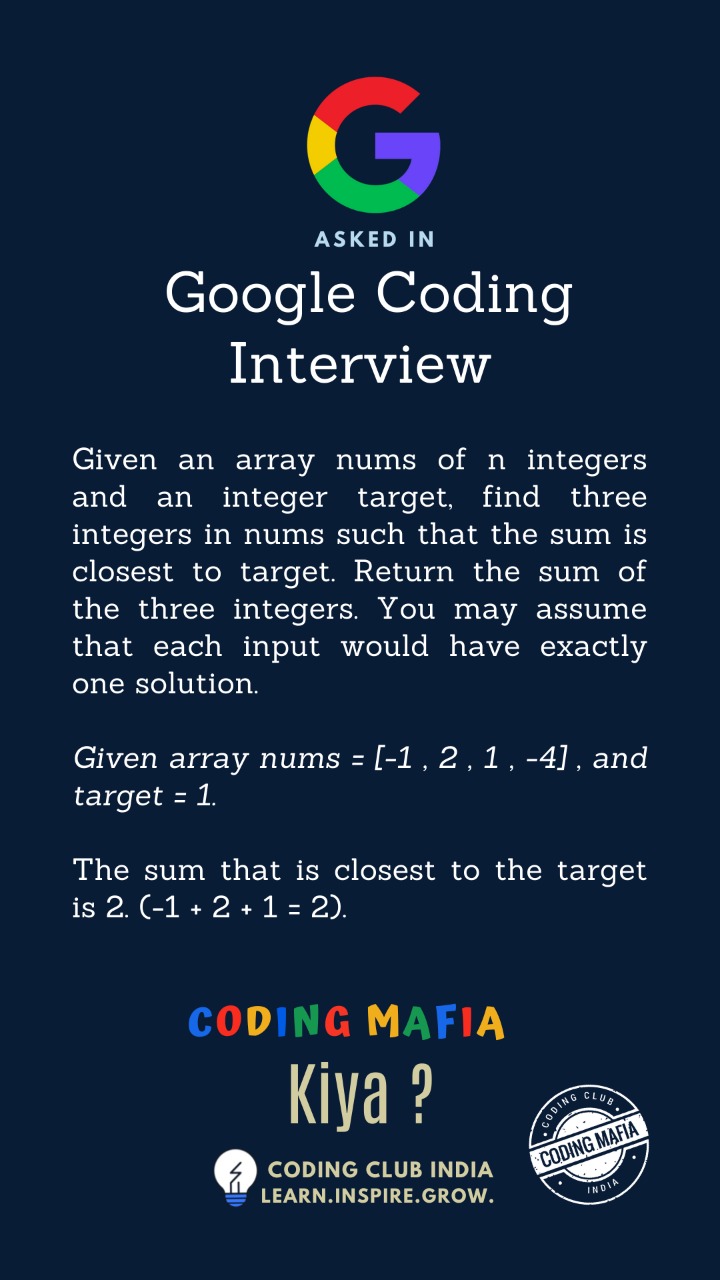 ASKED IN
Google Coding
Interview
Given an array nums of n integers
and an integer target, find three
integers in nums such that the sum is
closest to target. Return the sum of
the three integers. You may assume
that each input would have exactly
one solution.
Given array nums = [-1 , 2 , 1 , -4] , and
target = 1.
The sum that is closest to the target
is 2. (-1 + 2 + 1 = 2).
CODING MAFIA
Kiya ?
CODING CLUB INDIA
LEARN.INSPIRE.GROW.
CODING CLUB
CODING MAFIA
INDIA